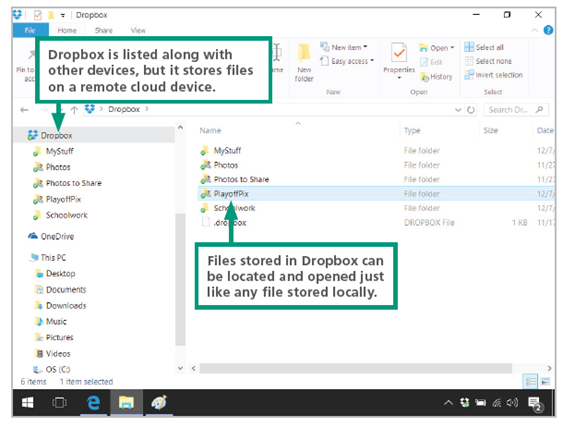 Dropbox
File Home Share View
Dropbox is listed along with
other devices, but it stores files
on a remote cloud device.
New item
Easy access
New
folder
New
Properties
Open
Edit
History
Open
Select all
Select none
Invert selection
Select
Dropbox
Search Dr...
Dropbox
MyStuff
Photos
Photos to Share
PlayoffPix
Schoolwork
OneDrive
This PC
Desktop
Documents
Downloads
Music
Pictures
Videos
OS (C:)
Name Type Size Date
MyStuff File folder 12/7/
Photos File folder 11/2
Photos to Share File folder 11/2
PlayoffPix File folder 12/7/
Schoolwork File folder 12/7/
.dropbox DROPBOX File 1 KB 11/1
Files stored in Dropbox can
be located and opened just
like any file stored locally.
6 items 1 item selected
2